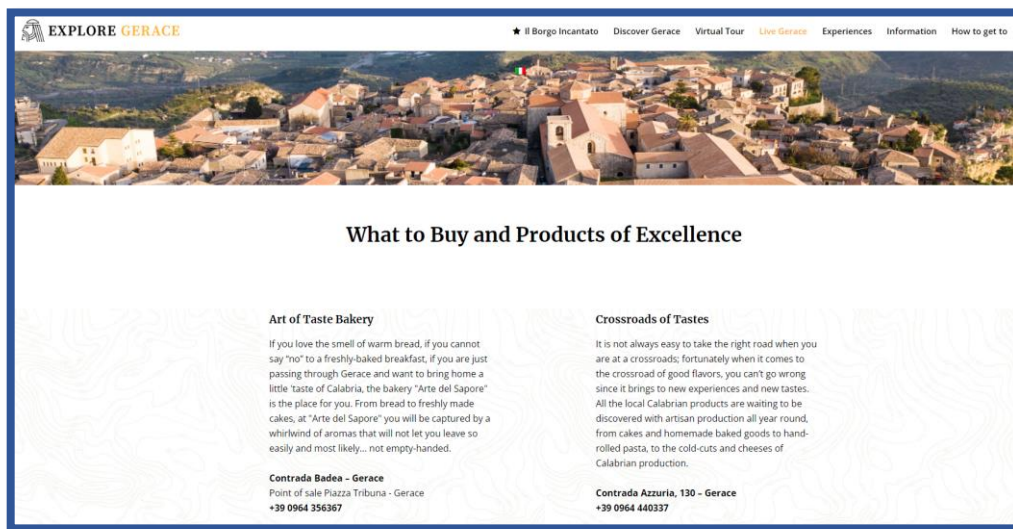 EXPLORE GERACE
★ Il Borgo Incantato Discover Gerace Virtual Tour Live Gerace Experiences Information How to get to
What to Buy and Products of Excellence
Art of Taste Bakery
If you love the smell of warm bread, if you cannot
say "no" to a freshly-baked breakfast, if you are just
passing through Gerace and want to bring home a
little 'taste of Calabria, the bakery "Arte del Sapore"
is the place for you. From bread to freshly made
cakes, at "Arte del Sapore" you will be captured by a
whirlwind of aromas that will not let you leave so
easily and most likely... not empty-handed.
Contrada Badea – Gerace
Point of sale Piazza Tribuna - Gerace
+39 0964 356367
Crossroads of Tastes
It is not always easy to take the right road when you
are at a crossroads; fortunately when it comes to
the crossroad of good flavors, you can't go wrong
since it brings to new experiences and new tastes.
All the local Calabrian products are waiting to be
discovered with artisan production all year round,
from cakes and homemade baked goods to hand-
rolled pasta, to the cold-cuts and cheeses of
Calabrian production.
Contrada Azzuria, 130 – Gerace
+39 0964 440337